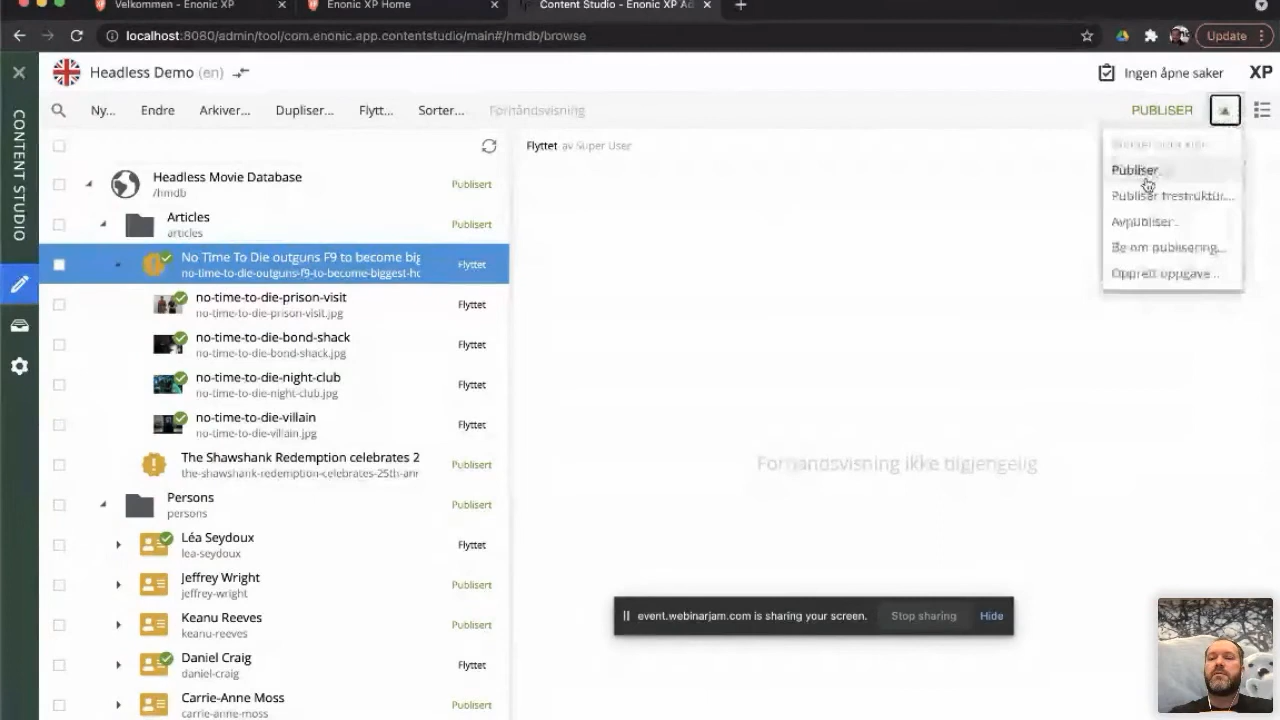 Velkommen - Enonic XP
Enonic XP Home
Content Studio - Enonic XP Ad
localhost:8080/admin/tool/com.enonic.app.contentstudio/main#/hmdb/browse
Update
Headless Demo (en)
Ingen åpne saker
XP
CONTENT STUDIO
Ny...
Endre
Arkiver...
Dupliser...
Flytt...
Sorter...
Forhåndsvisning
PUBLISER
Flyttet av Super User
Publiser...
Publiser trestruktur...
Avpubliser...
Be om publisering...
Opprett oppgave...
Headless Movie Database
/hmdb
Publisert
Articles
articles
Publisert
No Time To Die outguns F9 to become big
no-time-to-die-outguns-f9-to-become-biggest-ho
Flyttet
no-time-to-die-prison-visit
no-time-to-die-prison-visit.jpg
Flyttet
no-time-to-die-bond-shack
no-time-to-die-bond-shack.jpg
Flyttet
no-time-to-die-night-club
no-time-to-die-night-club.jpg
Flyttet
no-time-to-die-villain
no-time-to-die-villain.jpg
Flyttet
The Shawshank Redemption celebrates 2
the-shawshank-redemption-celebrates-25th-anr
Publisert
Persons
persons
Publisert
Léa Seydoux
lea-seydoux
Flyttet
Jeffrey Wright
jeffrey-wright
Publisert
Keanu Reeves
keanu-reeves
Publisert
Daniel Craig
daniel-craig
Flyttet
Carrie-Anne Moss
carrie-anne-moss
Publisert
Forhåndsvisning ikke tilgjengelig
event.webinarjam.com is sharing your screen.
Stop sharing
Hide